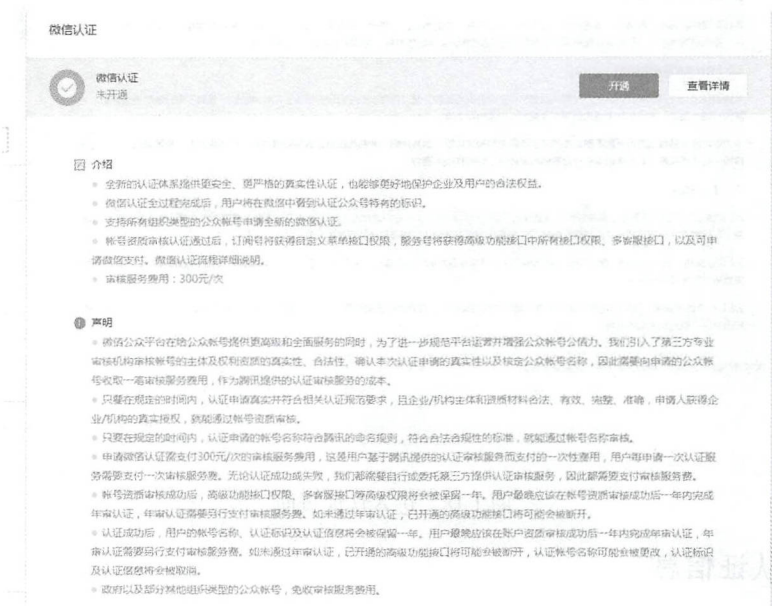 微信认证
微信认证
未开通
开通
查看详情
介绍
全新的认证体系提供更安全、更严格的真实性认证，也能够更好地保护企业及用户的合法权益。
微信认证全过程完成后，用户将在微信中看到认证公众号特有的标识。
支持所有组织类型的公众帐号申请全新的微信认证。
帐号资质审核认证通过后，订阅号将获得自定义菜单接口权限，服务号将获得高级功能接口中所有接口权限、多客服接口，以及可申
请微信支付。微信认证流程详细说明。
审核服务费用：300元/次
声明
微信公众平台在给公众帐号提供更高级和全面服务的同时，为了进一步规范平台运营并增强公众帐号公信力。我们引入了第三方专业
审核机构审核帐号的主体及权利资质的真实性、合法性、确认本次认证申请的真实性以及核定公众帐号名称，因此需要向申请的公众帐
号收取一笔审核服务费用，作为腾讯提供的认证审核服务的成本。
只要在规定的时间内，认证申请真实并符合相关认证规范要求，且企业/机构主体和资质材料合法、有效、完整、准确，申请人获得企
业/机构的真实授权，就能通过帐号资质审核。
只要在规定的时间内，认证申请的帐号名称符合腾讯的命名规则，符合合法合规性的标准，就能通过帐号名称审核。
申请微信认证需支付300元/次的审核服务费用，这是用户基于腾讯提供的认证审核服务而支付的一次性费用，用户每申请一次认证服
务需要支付一次审核服务费。无论认证成功或失败，我们都需要自行或委托第三方提供认证审核服务，因此都需要支付审核服务费。
帐号资质审核成功后，高级功能接口权限、多客服接口等高级权限将会被保留一年。用户最晚应该在帐号资质审核成功后一年内完成
年审认证，年审认证需要另行支付审核服务费。如未通过年审认证，已开通的高级功能接口将可能会被断开。
认证成功后，用户的帐号名称、认证标识及认证信息将会被保留一年。用户最晚应该在账户资质审核成功后一年内完成年审认证，年
审认证需要另行支付审核服务费。如未通过年审认证，已开通的高级功能接口将可能会被断开，认证帐号名称可能会被更改，认证标识
及认证信息将会被取消。
政府以及部分其他组织类型的公众帐号，免收审核服务费用。